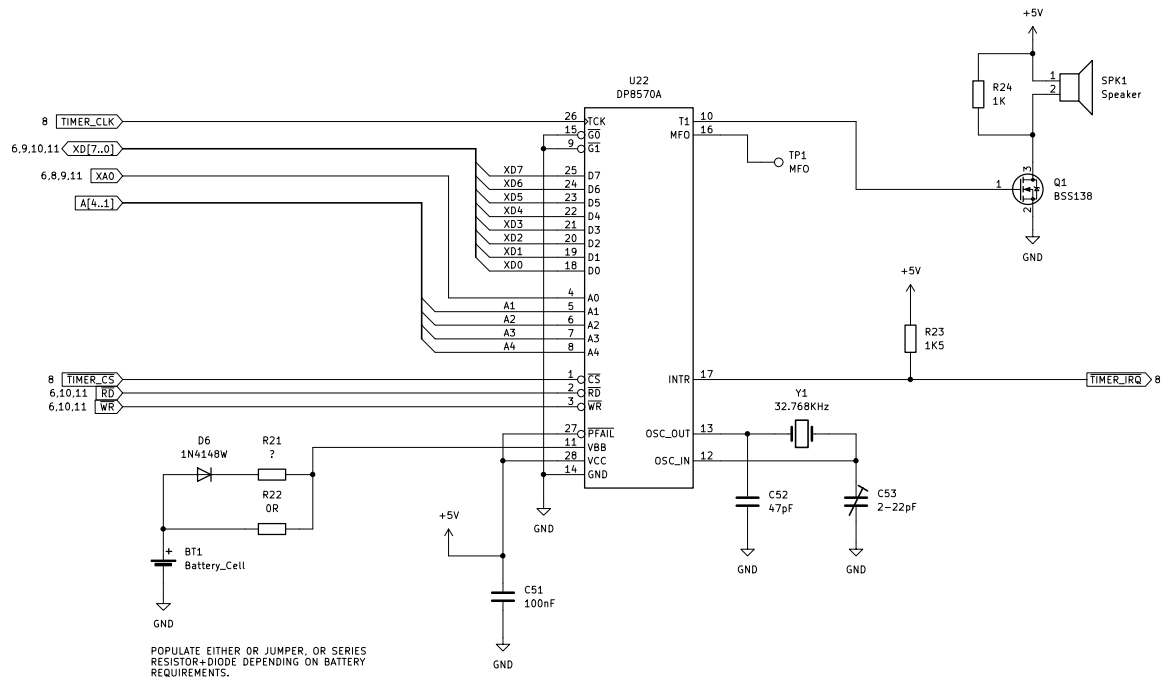 +5V
U22
DP8570A
R24
1K
1
2
SPK1
Speaker
8 TIMER_CLK
26 TCK
15 G0
9 G1
T1 10
MFO 16
6,9,10,11 XD[7..0]
TP1
MFO
6,8,9,11 XA0
XD7 25 D7
XD6 24 D6
XD5 23 D5
XD4 22 D4
XD3 21 D3
XD2 20 D2
XD1 19 D1
XD0 18 D0
A[4..1]
3
1
2
Q1
BSS138
GND
4 A0
A1 5 A1
A2 6 A2
A3 7 A3
A4 8 A4
+5V
R23
1K5
8 TIMER_CS
1 CS
INTR 17
TIMER_IRQ 8
6,10,11 RD
2 RD
6,10,11 WR
3 WR
Y1
32.768KHz
27 PFAIL
11 VBB
28 VCC
14 GND
OSC_OUT 13
OSC_IN 12
D6
1N4148W
R21
?
R22
0R
C52
47pF
C53
2-22pF
GND
+5V
GND
GND
+
BT1
Battery_Cell
C51
100nF
GND
GND
POPULATE EITHER OR JUMPER, OR SERIES
RESISTOR+DIODE DEPENDING ON BATTERY
REQUIREMENTS.